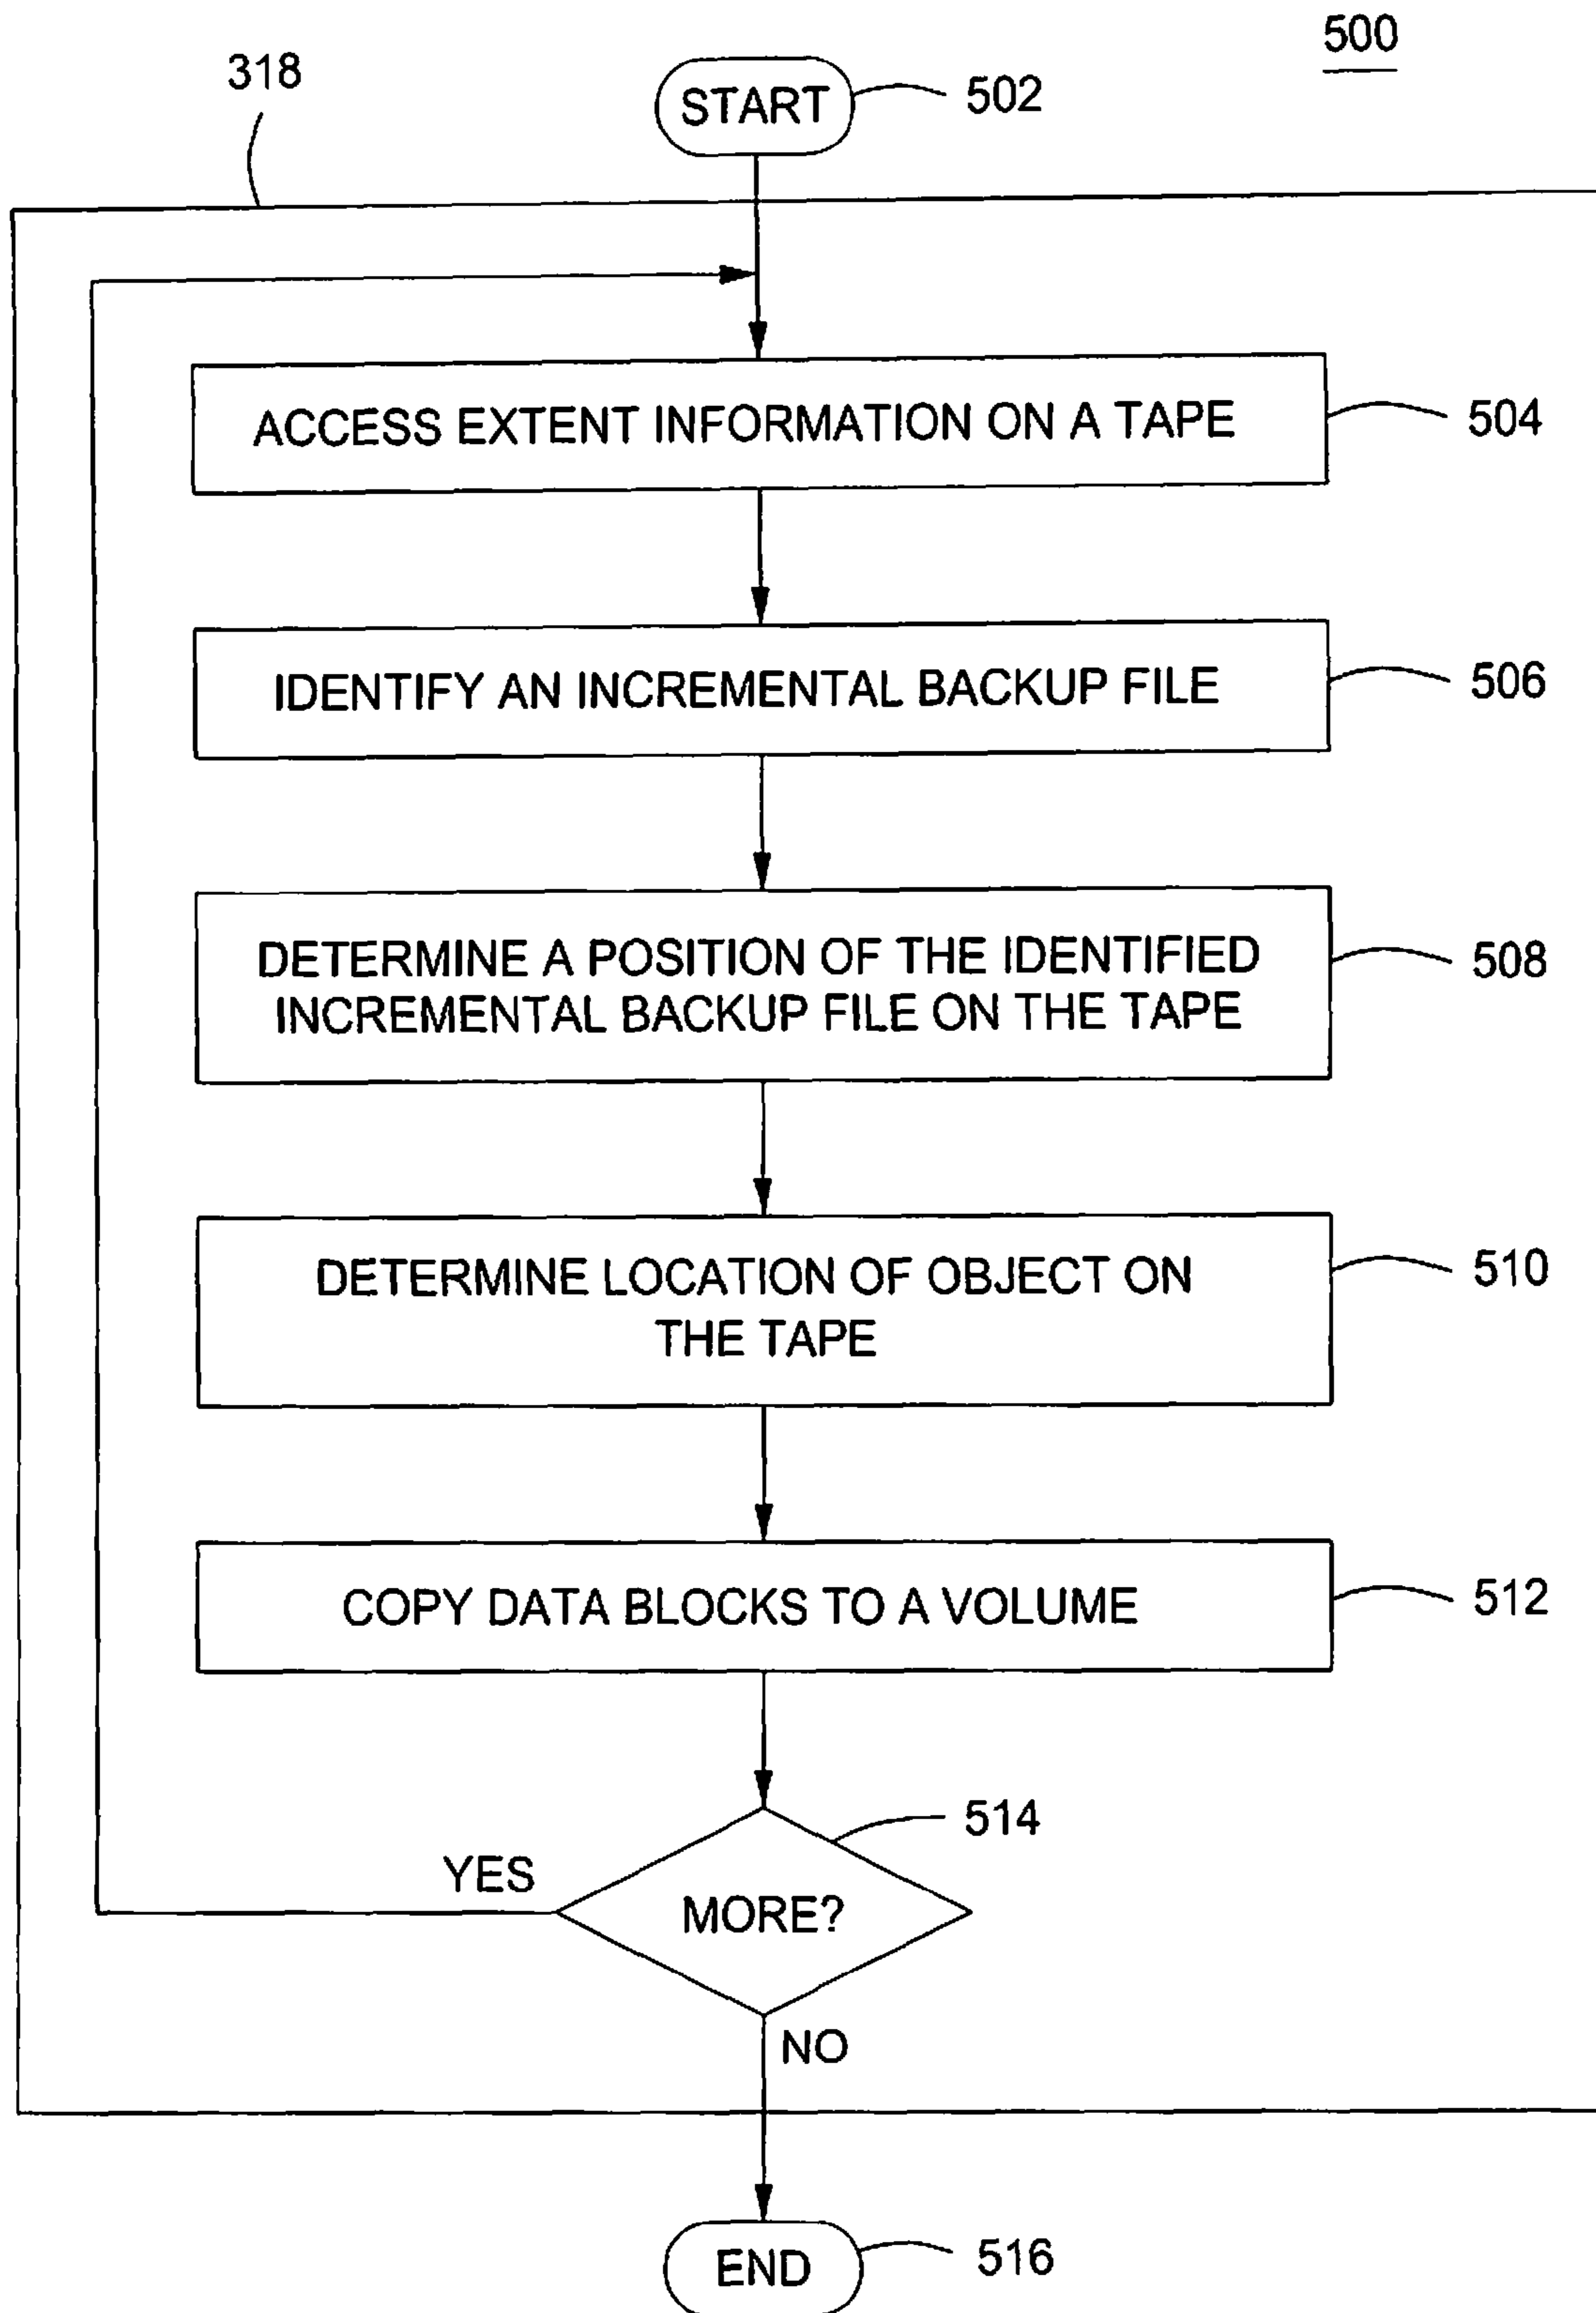 500
318
START
502
ACCESS EXTENT INFORMATION ON A TAPE
504
IDENTIFY AN INCREMENTAL BACKUP FILE
506
DETERMINE A POSITION OF THE IDENTIFIED
INCREMENTAL BACKUP FILE ON THE TAPE
508
DETERMINE LOCATION OF OBJECT ON
THE TAPE
510
COPY DATA BLOCKS TO A VOLUME
512
514
YES
MORE?
NO
END
516